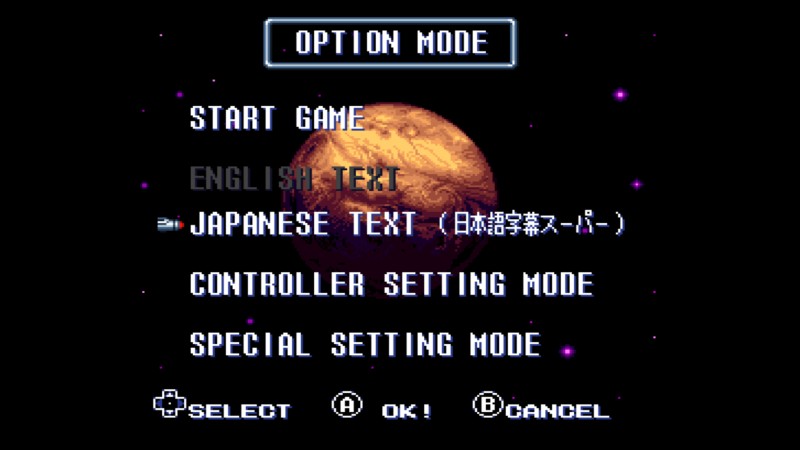 OPTION MODE
START GAME
ENGLISH TEXT
JAPANESE TEXT (日本語字幕スーパー)
CONTROLLER SETTING MODE
SPECIAL SETTING MODE
SELECT Ⓐ OK! ⒷCANCEL